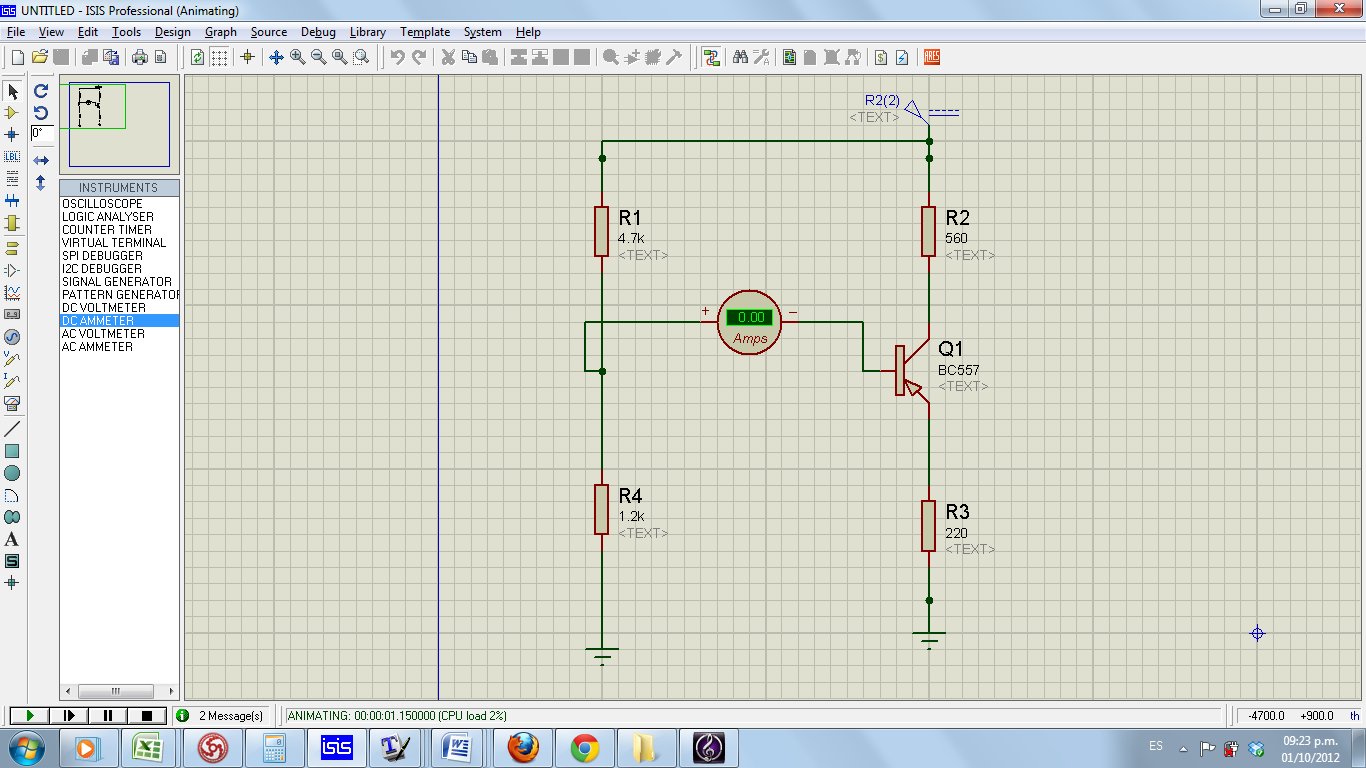 UNTITLED - ISIS Professional (Animating)
File View Edit Tools Design Graph Source Debug Library Template System Help
0°
LBL
ARES
INSTRUMENTS
OSCILLOSCOPE
LOGIC ANALYSER
COUNTER TIMER
VIRTUAL TERMINAL
SPI DEBUGGER
I2C DEBUGGER
SIGNAL GENERATOR
PATTERN GENERATOR
DC VOLTMETER
DC AMMETER
AC VOLTMETER
AC AMMETER
R2(2)
<TEXT>
R1
4.7k
<TEXT>
R2
560
<TEXT>
+ 0.00 −
Amps
Q1
BC557
<TEXT>
R4
1.2k
<TEXT>
R3
220
<TEXT>
2 Message(s)
ANIMATING: 00:00:01.150000 (CPU load 2%)
-4700.0 +900.0 th
isis
ES
09:23 p.m.
01/10/2012